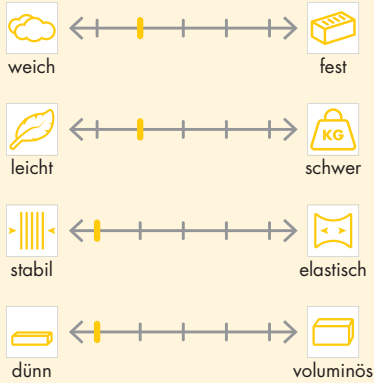 weich fest
KG
leicht schwer
stabil elastisch
dünn voluminös